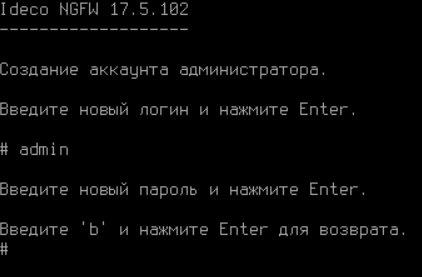 Ideco NGFW 17.5.102
-------------------
Создание аккаунта администратора.
Введите новый логин и нажмите Enter.
# admin
Введите новый пароль и нажмите Enter.
Введите 'b' и нажмите Enter для возврата.
#